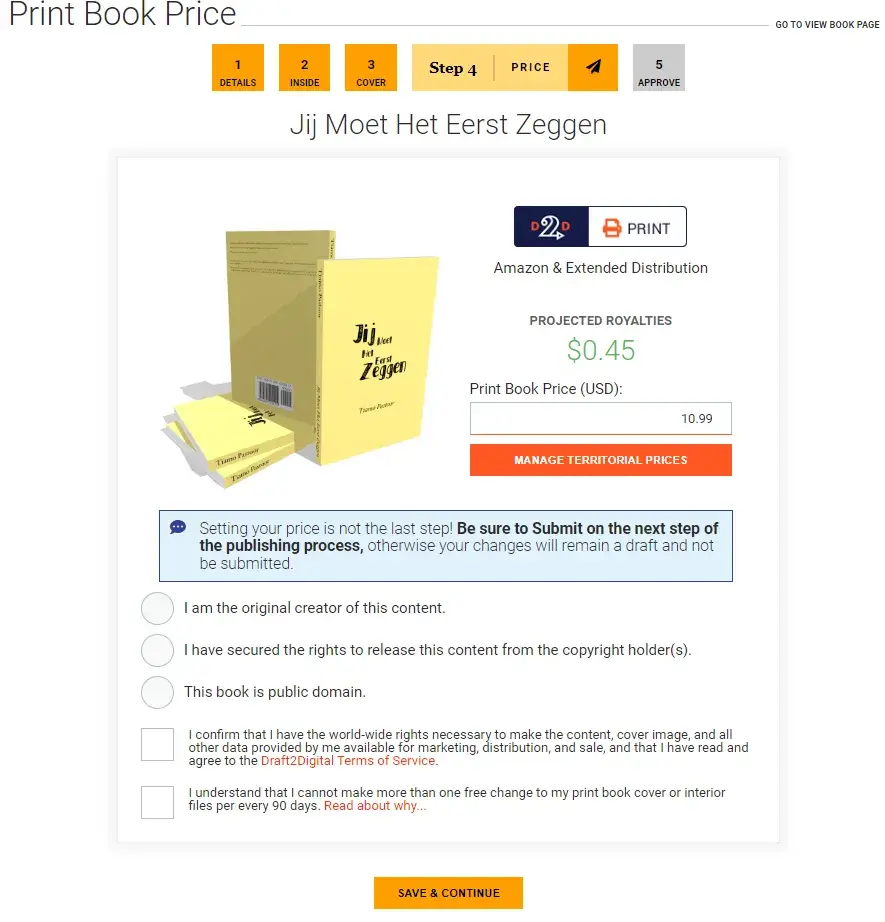 Print Book Price
GO TO VIEW BOOK PAGE
1
DETAILS
2
INSIDE
3
COVER
Step 4
PRICE
5
APPROVE
Jij Moet Het Eerst Zeggen
D2D
PRINT
Amazon & Extended Distribution
Jij Moet
Het
Eerst
Zeggen
Tiamo Pastoor
Tiamo Pastoor
Tiamo Pastoor
PROJECTED ROYALTIES
$0.45
Print Book Price (USD):
10.99
MANAGE TERRITORIAL PRICES
Setting your price is not the last step! Be sure to Submit on the next step of
the publishing process, otherwise your changes will remain a draft and not
be submitted.
I am the original creator of this content.
I have secured the rights to release this content from the copyright holder(s).
This book is public domain.
I confirm that I have the world-wide rights necessary to make the content, cover image, and all
other data provided by me available for marketing, distribution, and sale, and that I have read and
agree to the Draft2Digital Terms of Service.
I understand that I cannot make more than one free change to my print book cover or interior
files per every 90 days. Read about why...
SAVE & CONTINUE